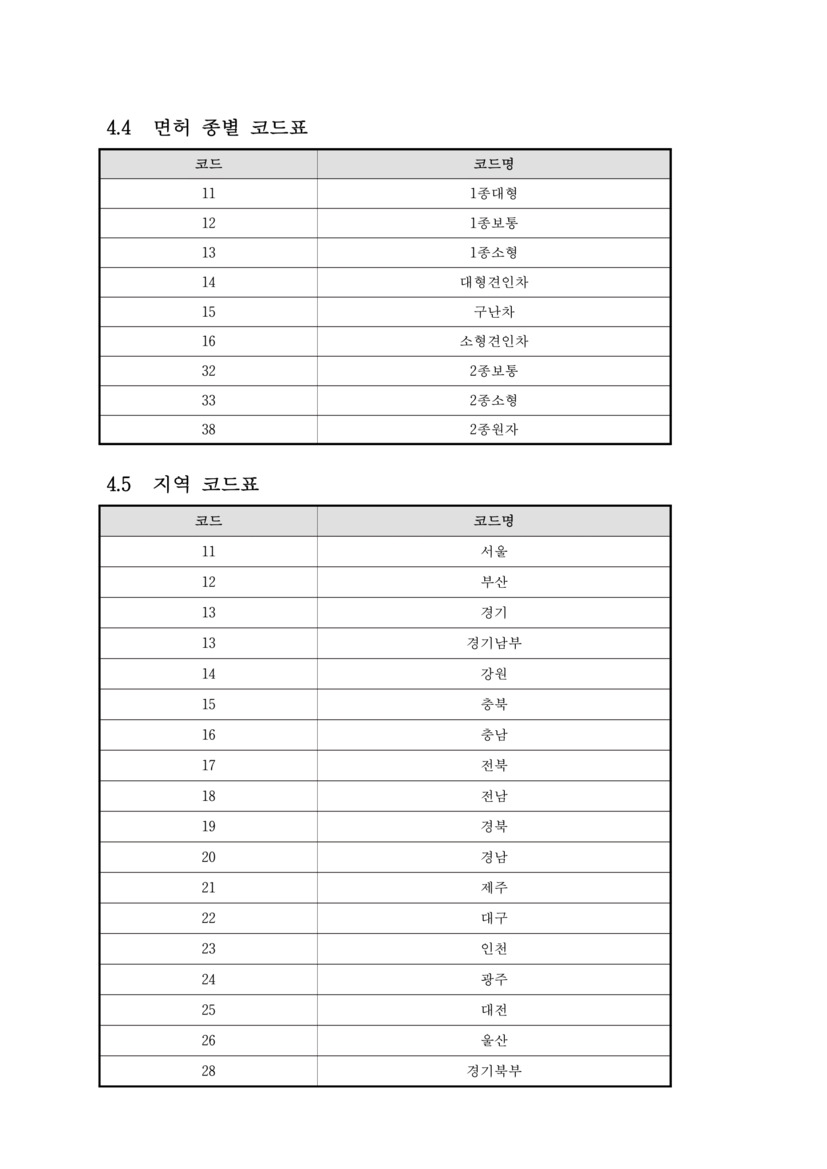 4.4 면허 종별 코드표
코드 코드명
11 1종대형
12 1종보통
13 1종소형
14 대형견인차
15 구난차
16 소형견인차
32 2종보통
33 2종소형
38 2종원자
4.5 지역 코드표
코드 코드명
11 서울
12 부산
13 경기
13 경기남부
14 강원
15 충북
16 충남
17 전북
18 전남
19 경북
20 경남
21 제주
22 대구
23 인천
24 광주
25 대전
26 울산
28 경기북부